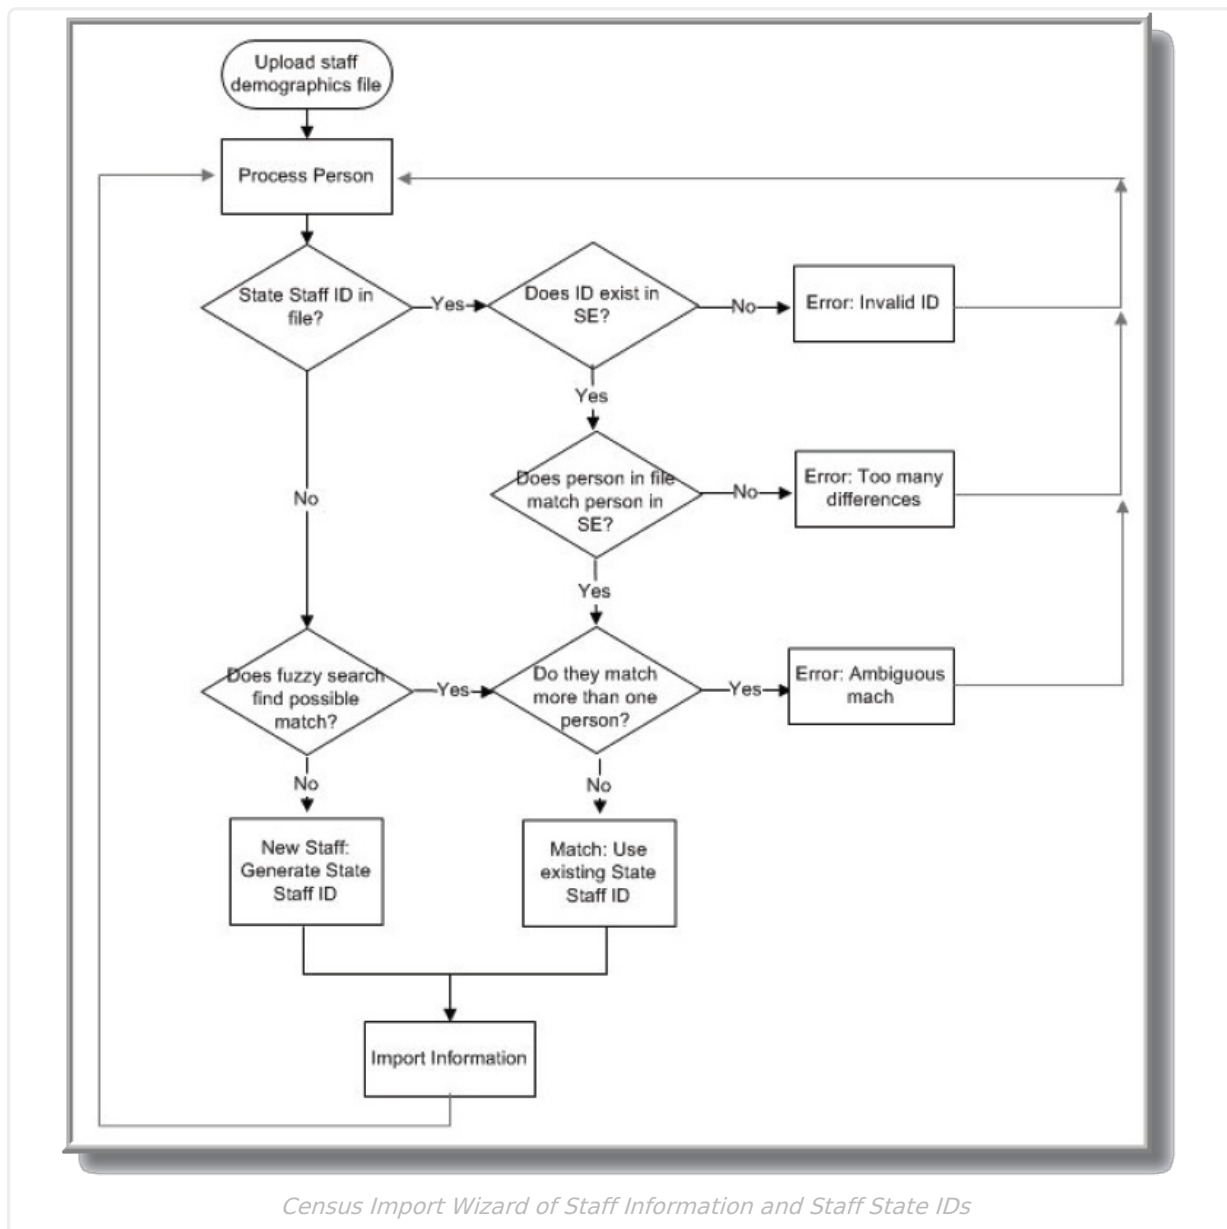 Upload staff
demographics file
Process Person
State Staff ID in
file?
Yes
Does ID exist in
SE?
No
Error: Invalid ID
Yes
No
Does person in file
match person in
SE?
No
Error: Too many
differences
Yes
Does fuzzy search
find possible
match?
Yes
Do they match
more than one
person?
Yes
Error: Ambiguous
mach
No
No
New Staff:
Generate State
Staff ID
Match: Use
existing State
Staff ID
Import Information
Census Import Wizard of Staff Information and Staff State IDs